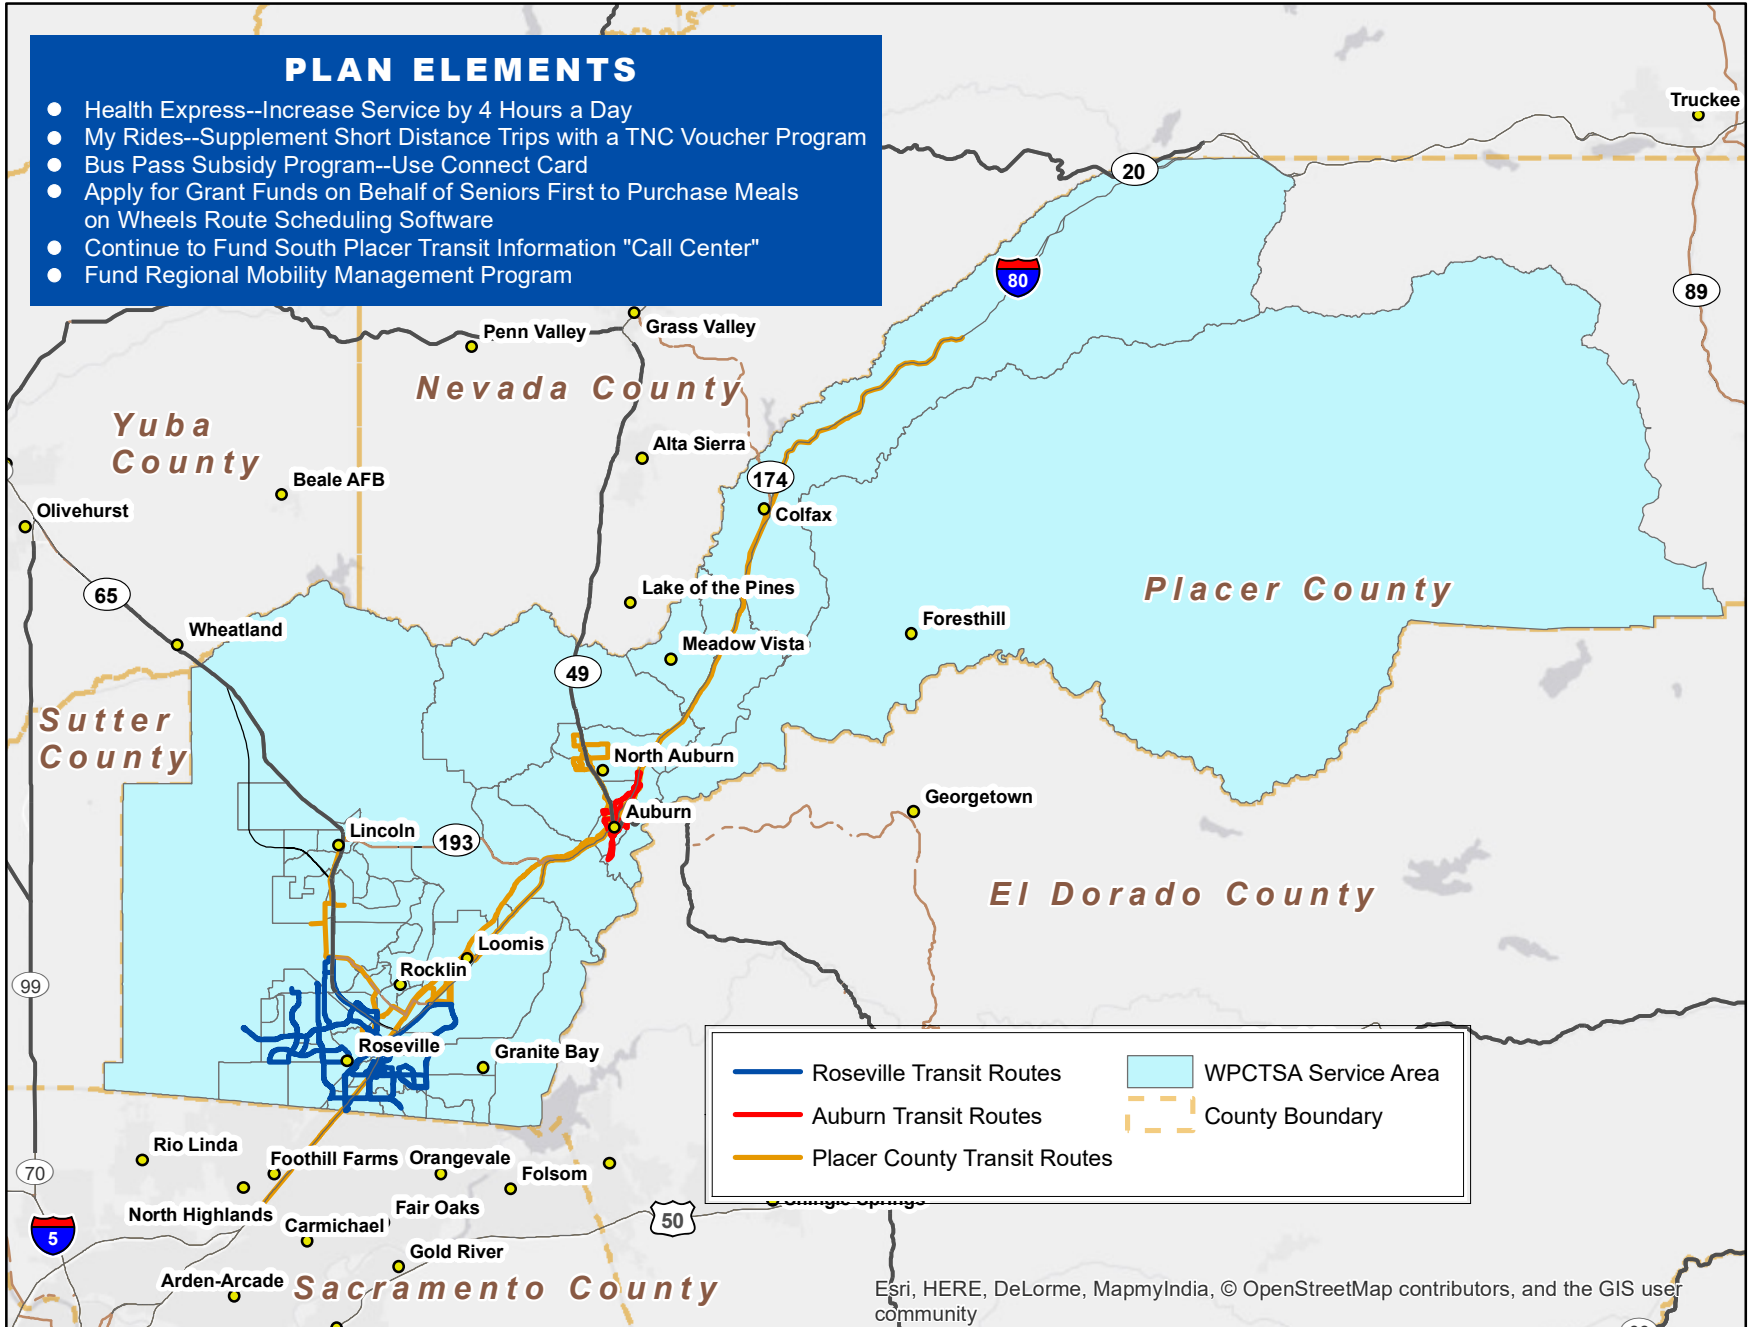 PLAN ELEMENTS
Health Express--Increase Service by 4 Hours a Day
My Rides--Supplement Short Distance Trips with a TNC Voucher Program
Bus Pass Subsidy Program--Use Connect Card
Apply for Grant Funds on Behalf of Seniors First to Purchase Meals
on Wheels Route Scheduling Software
Continue to Fund South Placer Transit Information "Call Center"
Fund Regional Mobility Management Program
Truckee
20
80
89
Penn Valley
Grass Valley
Nevada County
Yuba
County
Alta Sierra
Beale AFB
174
Colfax
Olivehurst
65
Lake of the Pines
Placer County
Foresthill
Wheatland
Meadow Vista
49
Sutter
County
North Auburn
Georgetown
Auburn
Lincoln
193
El Dorado County
Loomis
Rocklin
99
Roseville
Granite Bay
Roseville Transit Routes
Auburn Transit Routes
Placer County Transit Routes
WPCTSA Service Area
County Boundary
Rio Linda
Foothill Farms
Orangevale
Folsom
70
Shingle Springs
North Highlands
Fair Oaks
Carmichael
50
5
Gold River
Arden-Arcade
Sacramento County
Esri, HERE, DeLorme, MapmyIndia, © OpenStreetMap contributors, and the GIS user
community